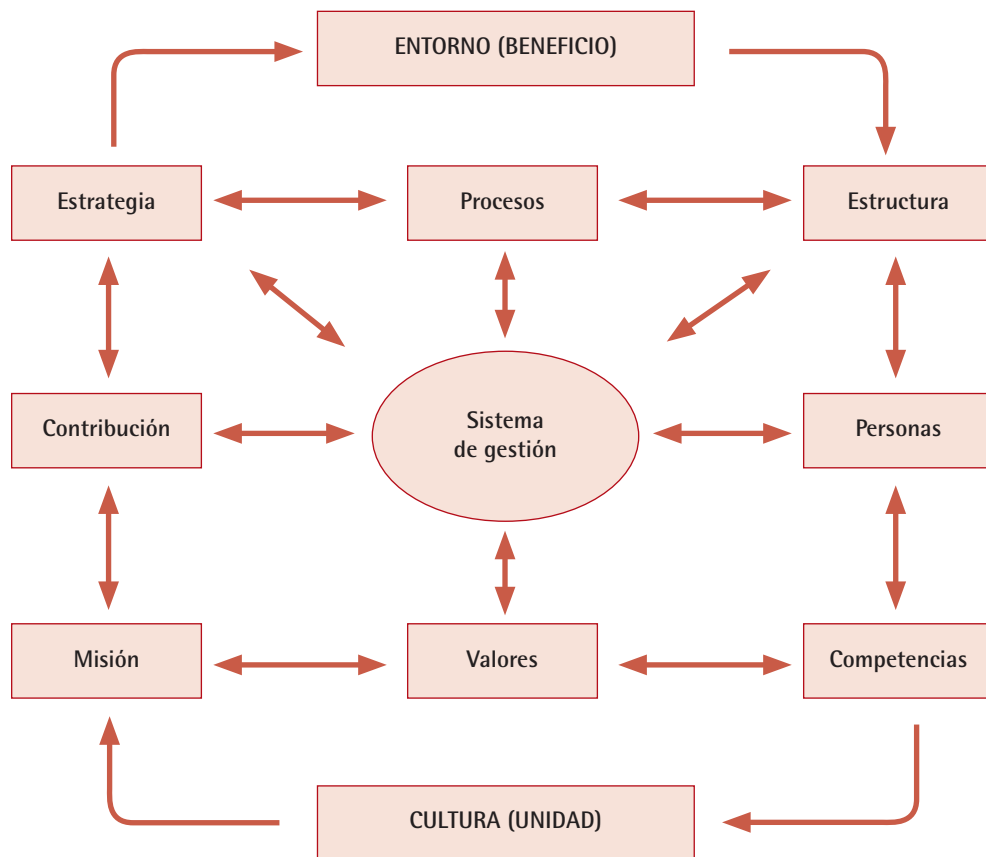 ENTORNO (BENEFICIO)
Estrategia
Procesos
Estructura
Contribución
Sistema
de gestión
Personas
Misión
Valores
Competencias
CULTURA (UNIDAD)